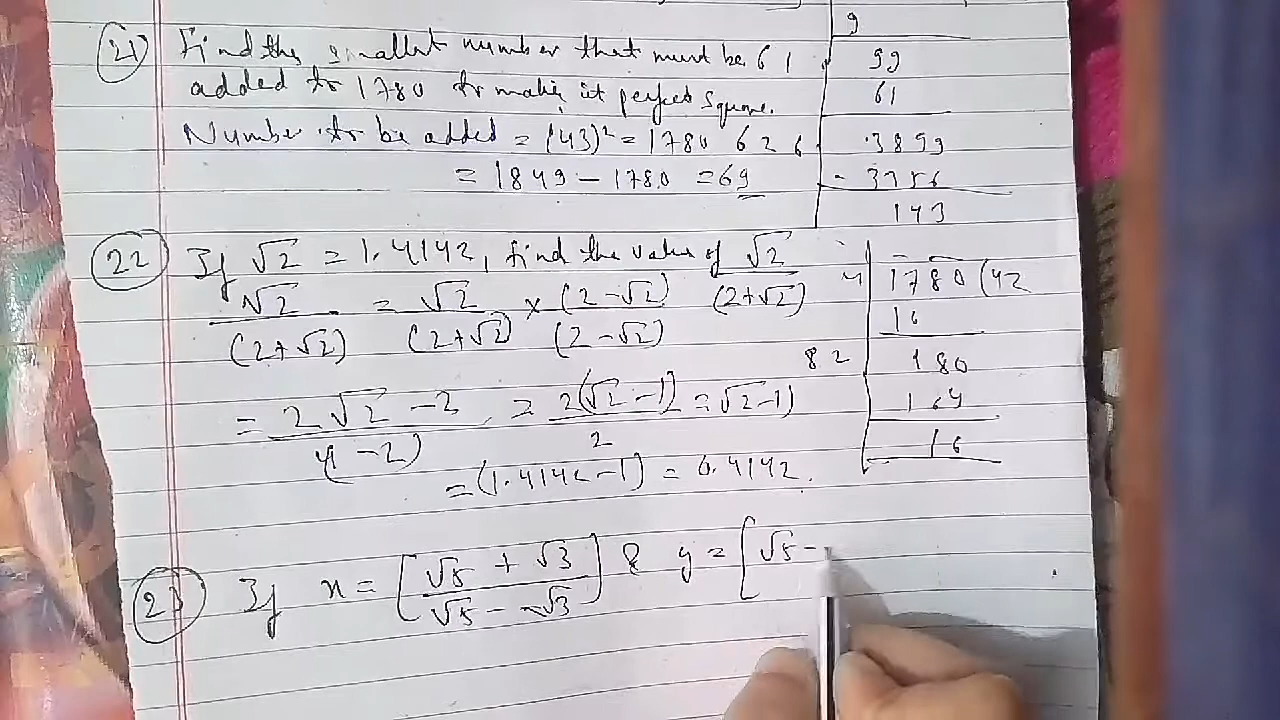 21) Find the smallest number that must be
added to 1780 to make it perfect square.
Number to be added = (43)² = 1780
= 1849 – 1780 = 69
9
61 99
61
626 3899
- 3756
143
22) If √2 = 1.4142, find the value of √2/(2+√2)
√2/(2+√2) = √2/(2+√2) × (2-√2)/(2-√2)
= 2√2 - 2/4-2) = 2(√2-1)/2 = √2-1)
= (1.4142-1) = 0.4142.
4 1780 (42
16
82 180
164
16
23) If x = [√5 + √3/√5 - √3] & y = [√5 -